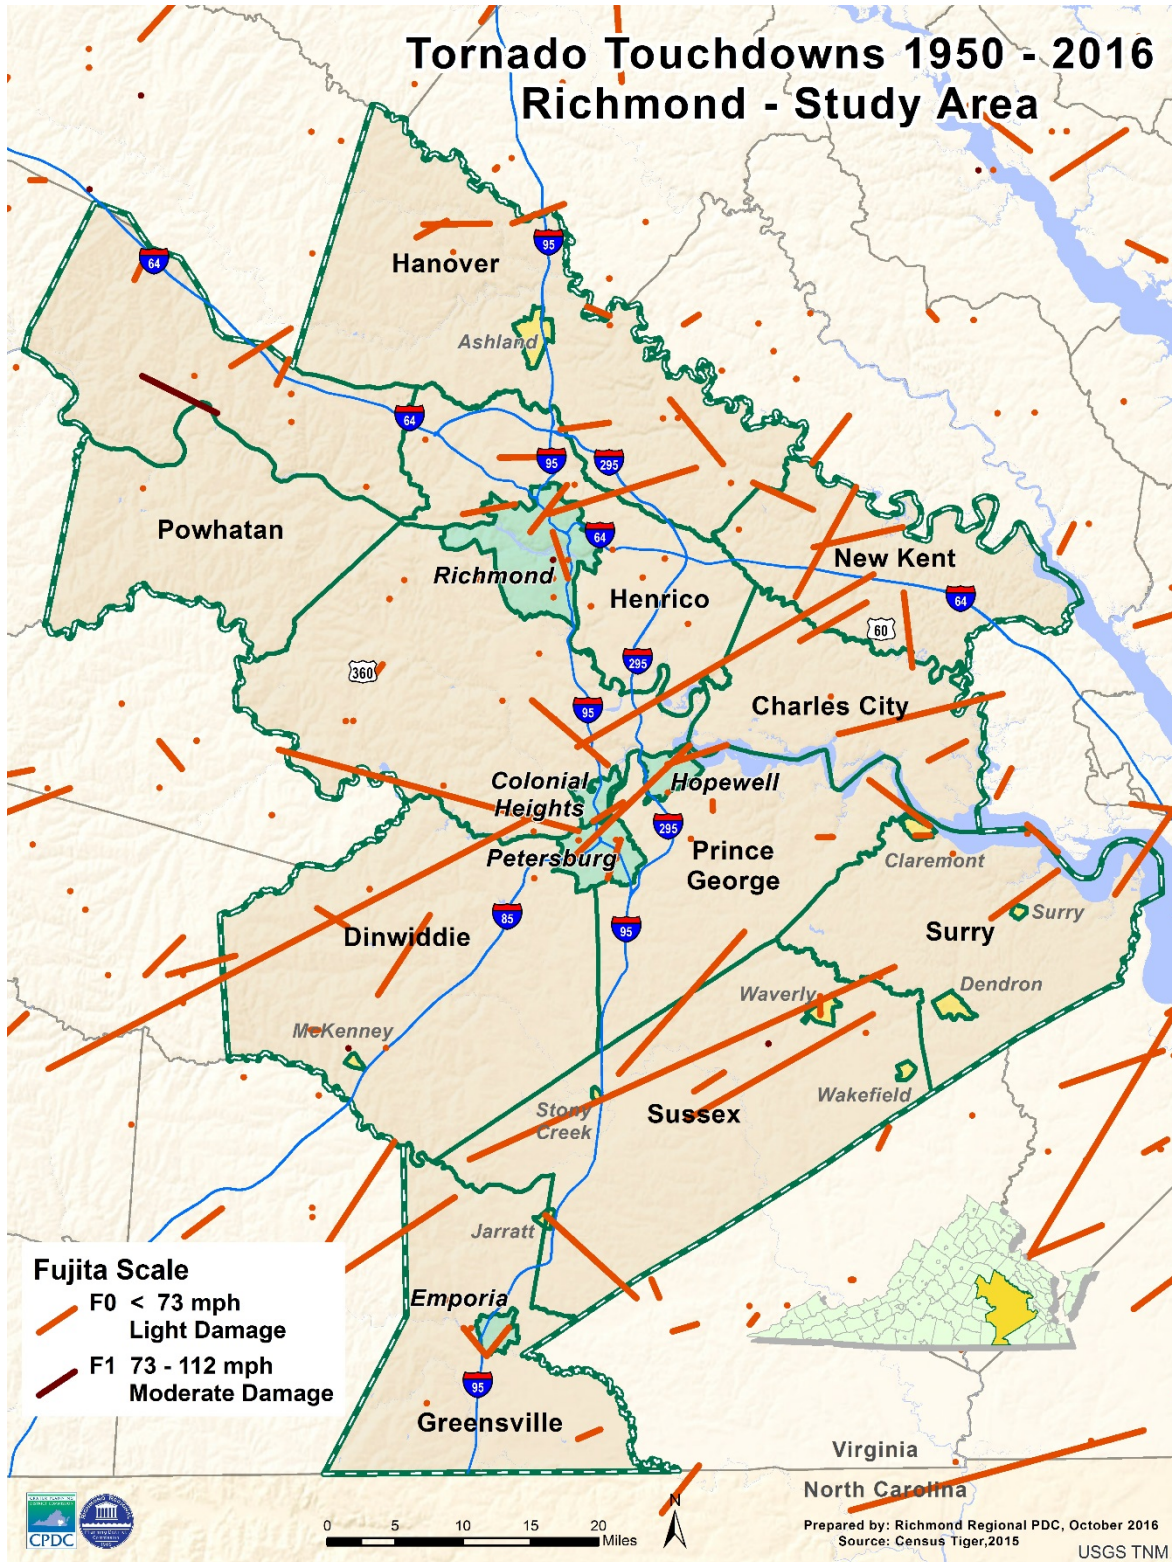 Tornado Touchdowns 1950 - 2016
Richmond - Study Area
95
64
Hanover
Ashland
64
95
295
Powhatan
64
Richmond
New Kent
Henrico
64
60
360
295
95
Charles City
Colonial
Heights
Hopewell
295
Petersburg
Prince
George
Claremont
85
95
Dinwiddie
Surry
Surry
Waverly
Dendron
McKenney
Wakefield
Stony
Creek
Sussex
Jarratt
Emporia
95
Greensville
Fujita Scale
F0 < 73 mph
Light Damage
F1 73 - 112 mph
Moderate Damage
Virginia
North Carolina
CPDC
0 5 10 15 20
Miles
N
Prepared by: Richmond Regional PDC, October 2016
Source: Census Tiger,2015
USGS TNM